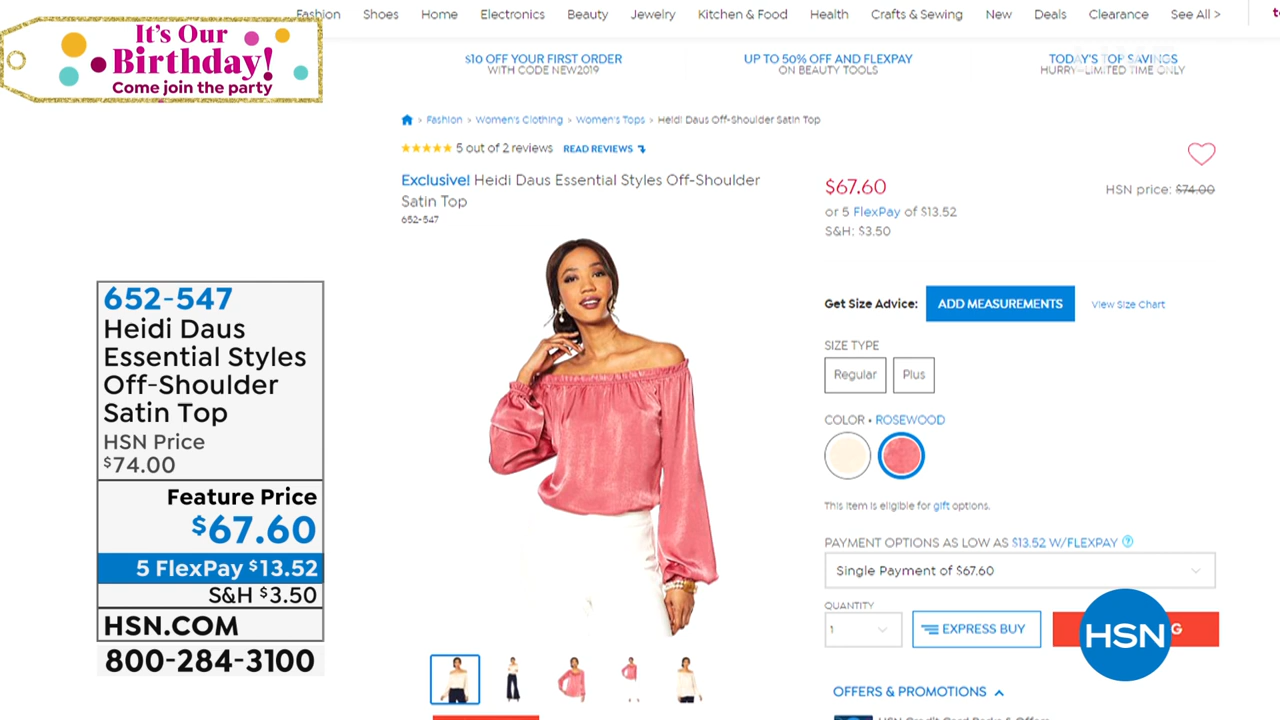 Fashion Shoes Home Electronics Beauty Jewelry Kitchen & Food Health Crafts & Sewing New Deals Clearance See All >
It's Our
Birthday!
Come join the party
$10 OFF YOUR FIRST ORDER
WITH CODE NEW2019
UP TO 50% OFF AND FLEXPAY
ON BEAUTY TOOLS
TODAY'S TOP SAVINGS
HURRY—LIMITED TIME ONLY
Fashion > Women's Clothing > Women's Tops > Heidi Daus Off-Shoulder Satin Top
5 out of 2 reviews READ REVIEWS
Exclusive! Heidi Daus Essential Styles Off-Shoulder
Satin Top
652-547
$67.60
HSN price: $74.00
or 5 FlexPay of $13.52
S&H: $3.50
Get Size Advice: ADD MEASUREMENTS View Size Chart
SIZE TYPE
Regular Plus
COLOR • ROSEWOOD
This item is eligible for gift options.
PAYMENT OPTIONS AS LOW AS $13.52 W/FLEXPAY ?
Single Payment of $67.60
QUANTITY
1
EXPRESS BUY
HSN
G
OFFERS & PROMOTIONS
652-547
Heidi Daus
Essential Styles
Off-Shoulder
Satin Top
HSN Price
$74.00
Feature Price
$67.60
5 FlexPay $13.52
S&H $3.50
HSN.COM
800-284-3100